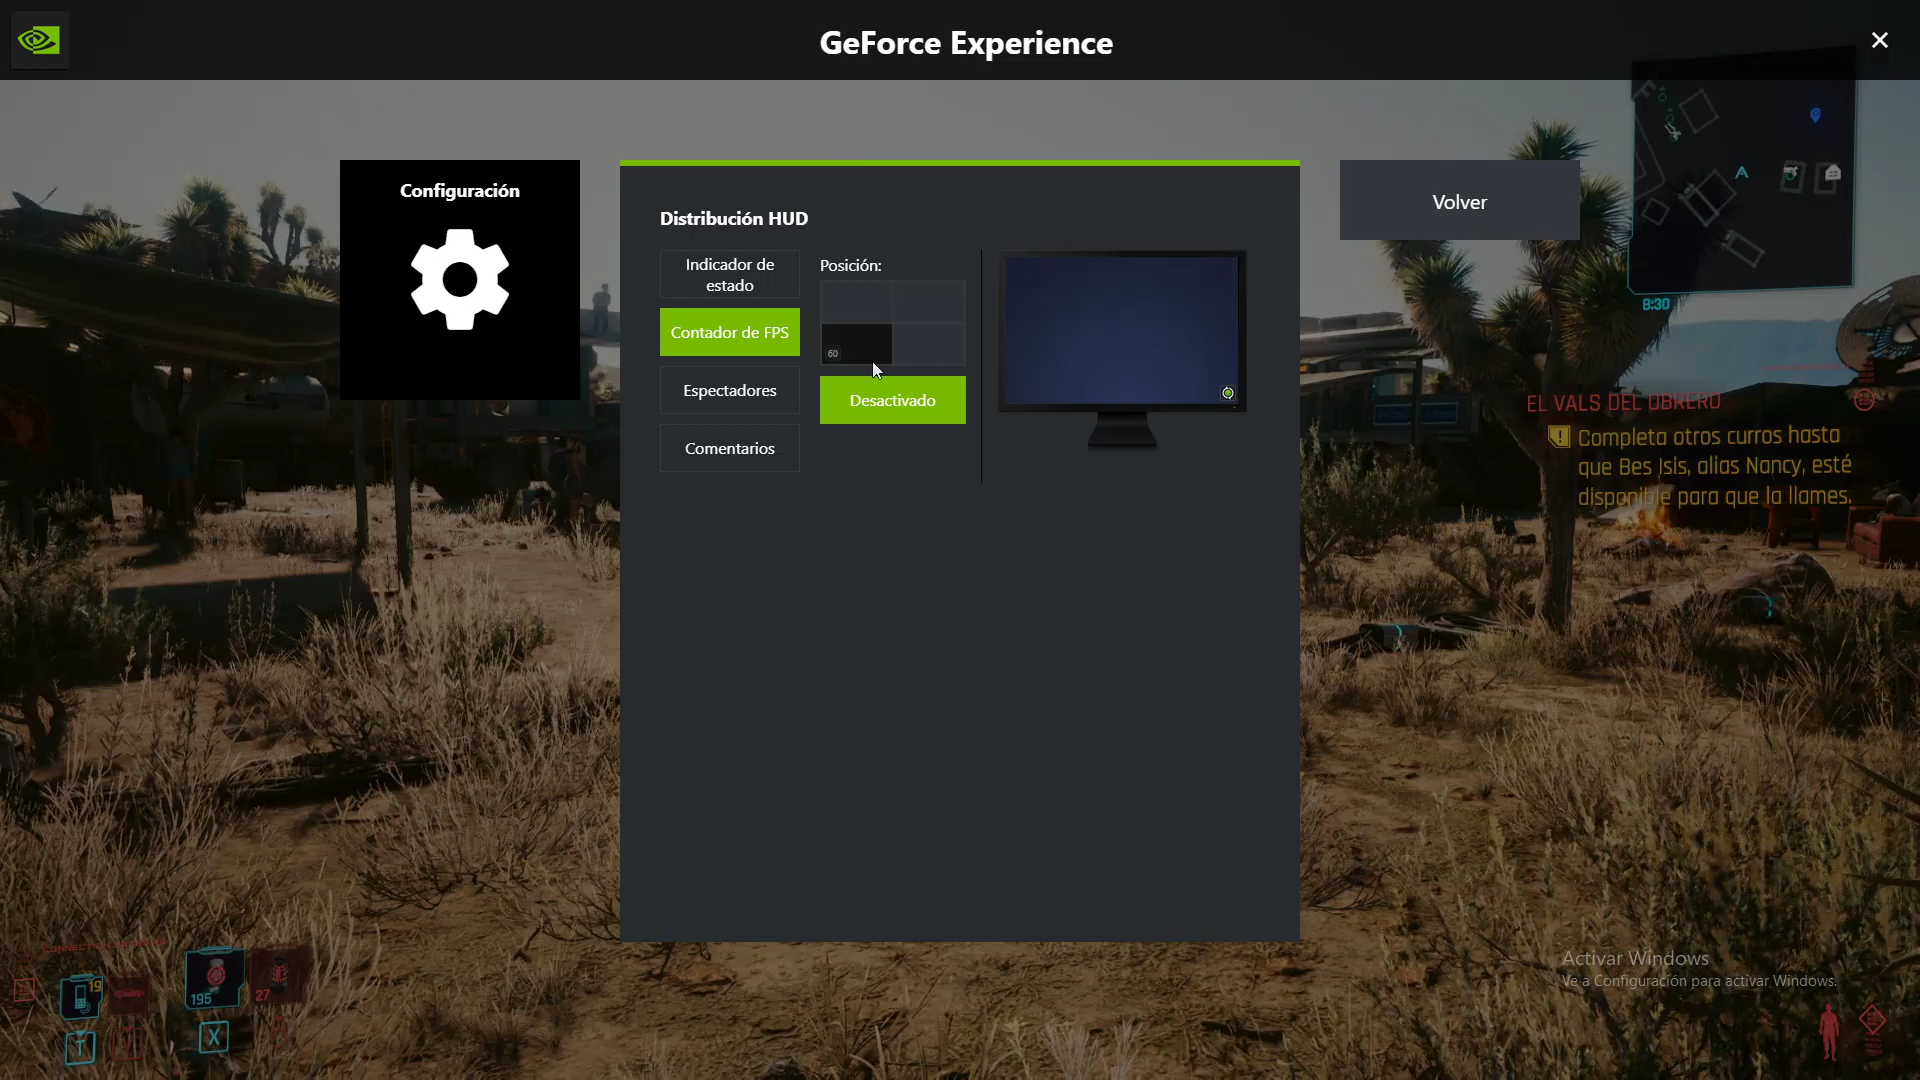 GeForce Experience
Configuración
Distribución HUD
Indicador de
estado
Contador de FPS
Espectadores
Comentarios
Posición:
60
Desactivado
Volver
8:30
EL VALS DEL OBRERO
Completa otros curros hasta
que Bes Isis, alias Nancy, esté
disponible para que la llames.
Activar Windows
Ve a Configuración para activar Windows.
19
195
27
T
X